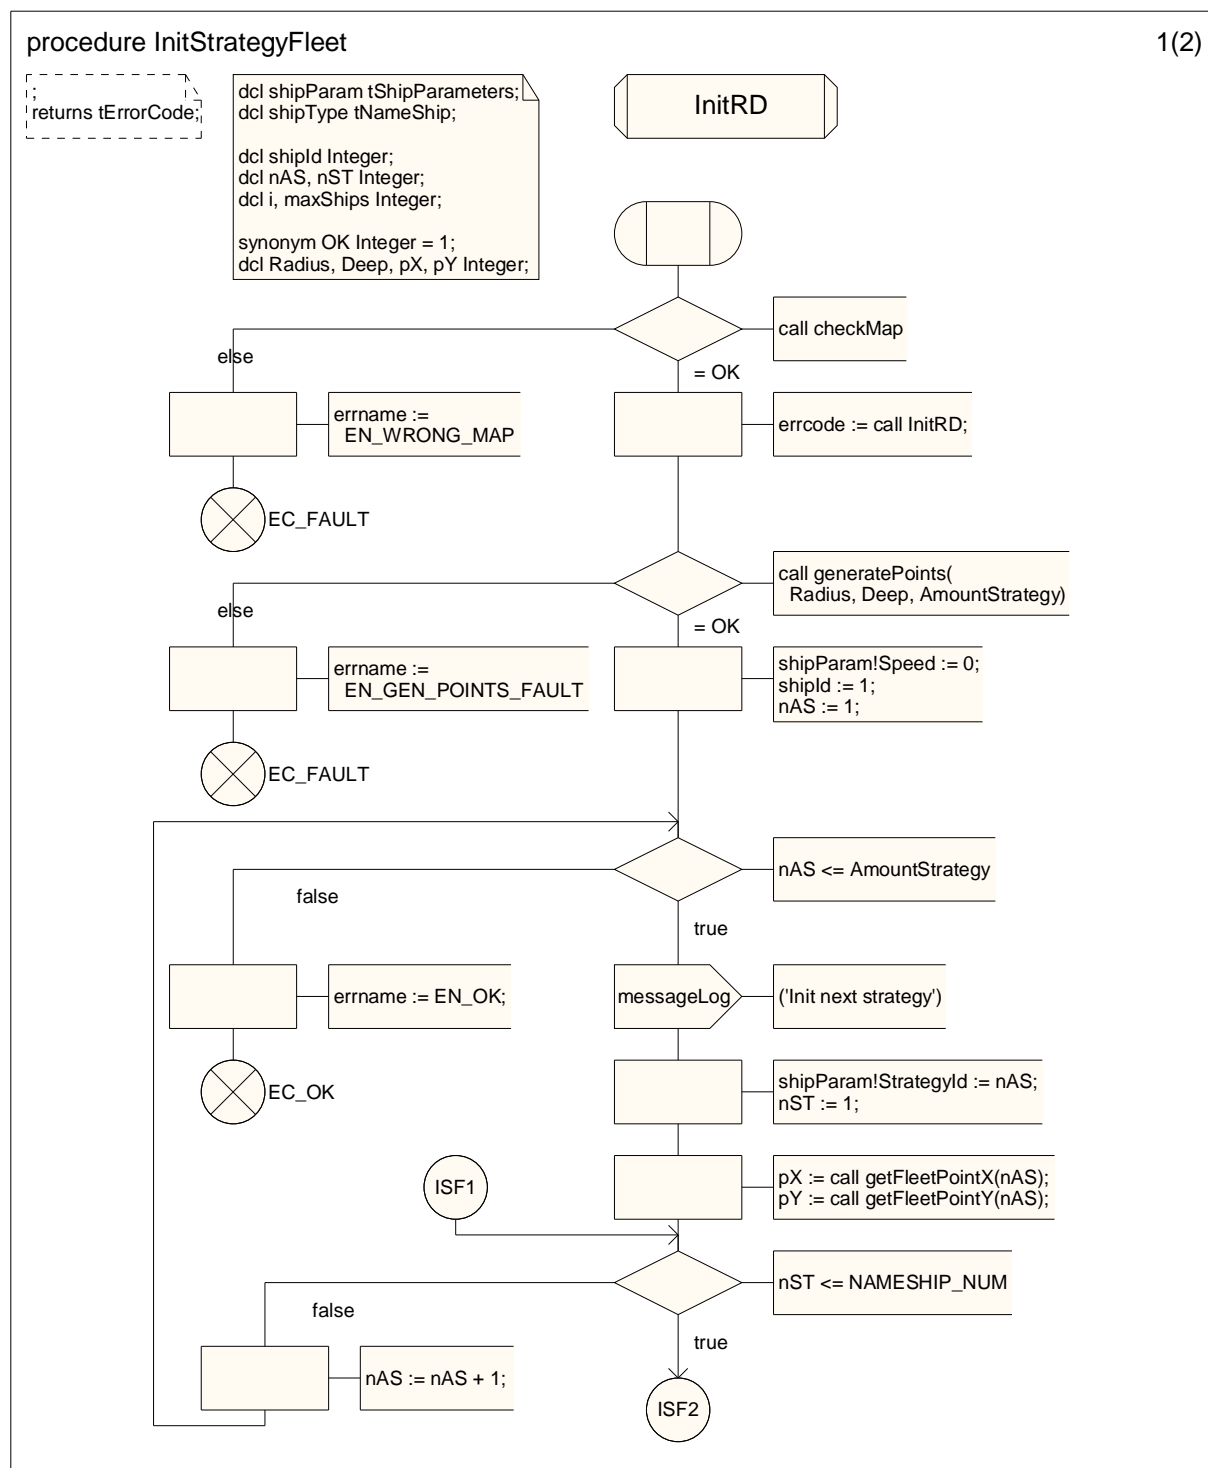 procedure InitStrategyFleet
1(2)
;
returns tErrorCode;
dcl shipParam tShipParameters;
dcl shipType tNameShip;
dcl shipId Integer;
dcl nAS, nST Integer;
dcl i, maxShips Integer;
synonym OK Integer = 1;
dcl Radius, Deep, pX, pY Integer;
InitRD
call checkMap
else
= OK
errname :=
EN_WRONG_MAP
errcode := call InitRD;
EC_FAULT
call generatePoints(
Radius, Deep, AmountStrategy)
else
= OK
errname :=
EN_GEN_POINTS_FAULT
shipParam!Speed := 0;
shipId := 1;
nAS := 1;
EC_FAULT
nAS <= AmountStrategy
false
true
errname := EN_OK;
messageLog
('Init next strategy')
EC_OK
shipParam!StrategyId := nAS;
nST := 1;
ISF1
pX := call getFleetPointX(nAS);
pY := call getFleetPointY(nAS);
nST <= NAMESHIP_NUM
false
true
nAS := nAS + 1;
ISF2